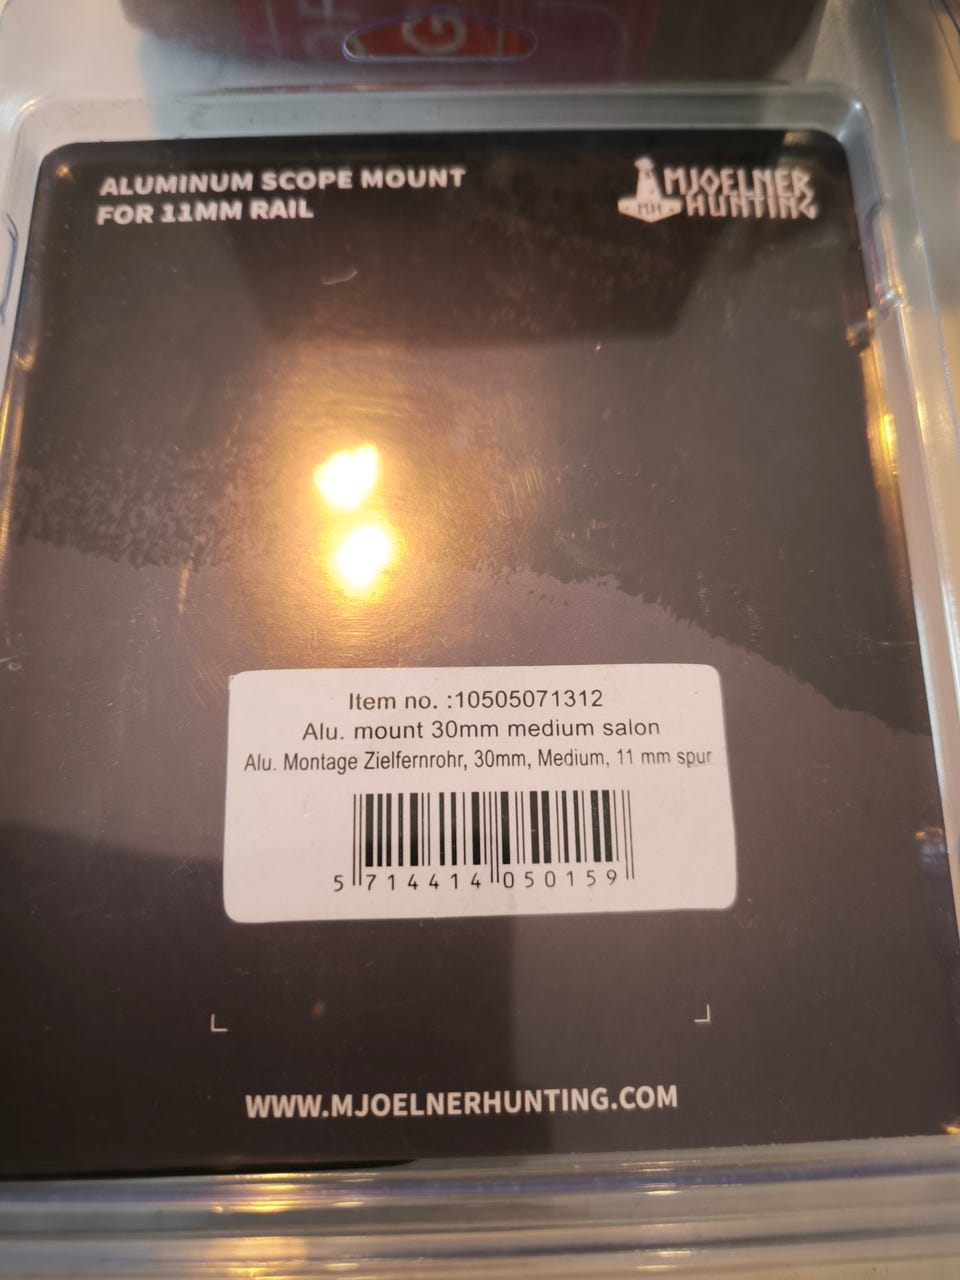 ALUMINUM SCOPE MOUNT
FOR 11MM RAIL
MJOELNER
HUNTING
MH
Item no. :10505071312
Alu. mount 30mm medium salon
Alu. Montage Zielfernrohr, 30mm, Medium, 11 mm spur
5 714414 050159
WWW.MJOELNERHUNTING.COM